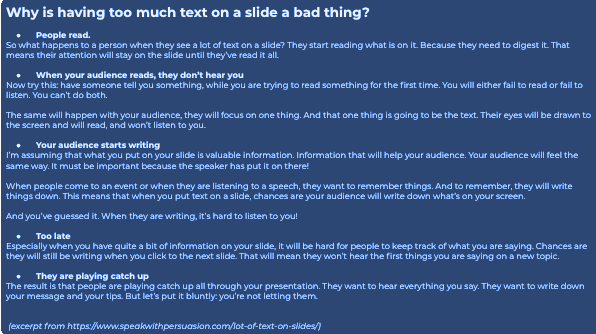 Why is having too much text on a slide a bad thing?
● People read.
So what happens to a person when they see a lot of text on a slide? They start reading what is on it. Because they need to digest it. That
means their attention will stay on the slide until they've read it all.
● When your audience reads, they don't hear you
Now try this: have someone tell you something, while you are trying to read something for the first time. You will either fail to read or fail to
listen. You can't do both.
The same will happen with your audience, they will focus on one thing. And that one thing is going to be the text. Their eyes will be drawn to
the screen and will read, and won't listen to you.
● Your audience starts writing
I'm assuming that what you put on your slide is valuable information. Information that will help your audience. Your audience will feel the
same way. It must be important because the speaker has put it on there!
When people come to an event or when they are listening to a speech, they want to remember things. And to remember, they will write
things down. This means that when you put text on a slide, chances are your audience will write down what's on your screen.
And you've guessed it. When they are writing, it's hard to listen to you!
● Too late
Especially when you have quite a bit of information on your slide, it will be hard for people to keep track of what you are saying. Chances are
they will still be writing when you click to the next slide. That will mean they won't hear the first things you are saying on a new topic.
● They are playing catch up
The result is that people are playing catch up all through your presentation. They want to hear everything you say. They want to write down
your message and your tips. But let's put it bluntly: you're not letting them.
(excerpt from https://www.speakwithpersuasion.com/lot-of-text-on-slides/)